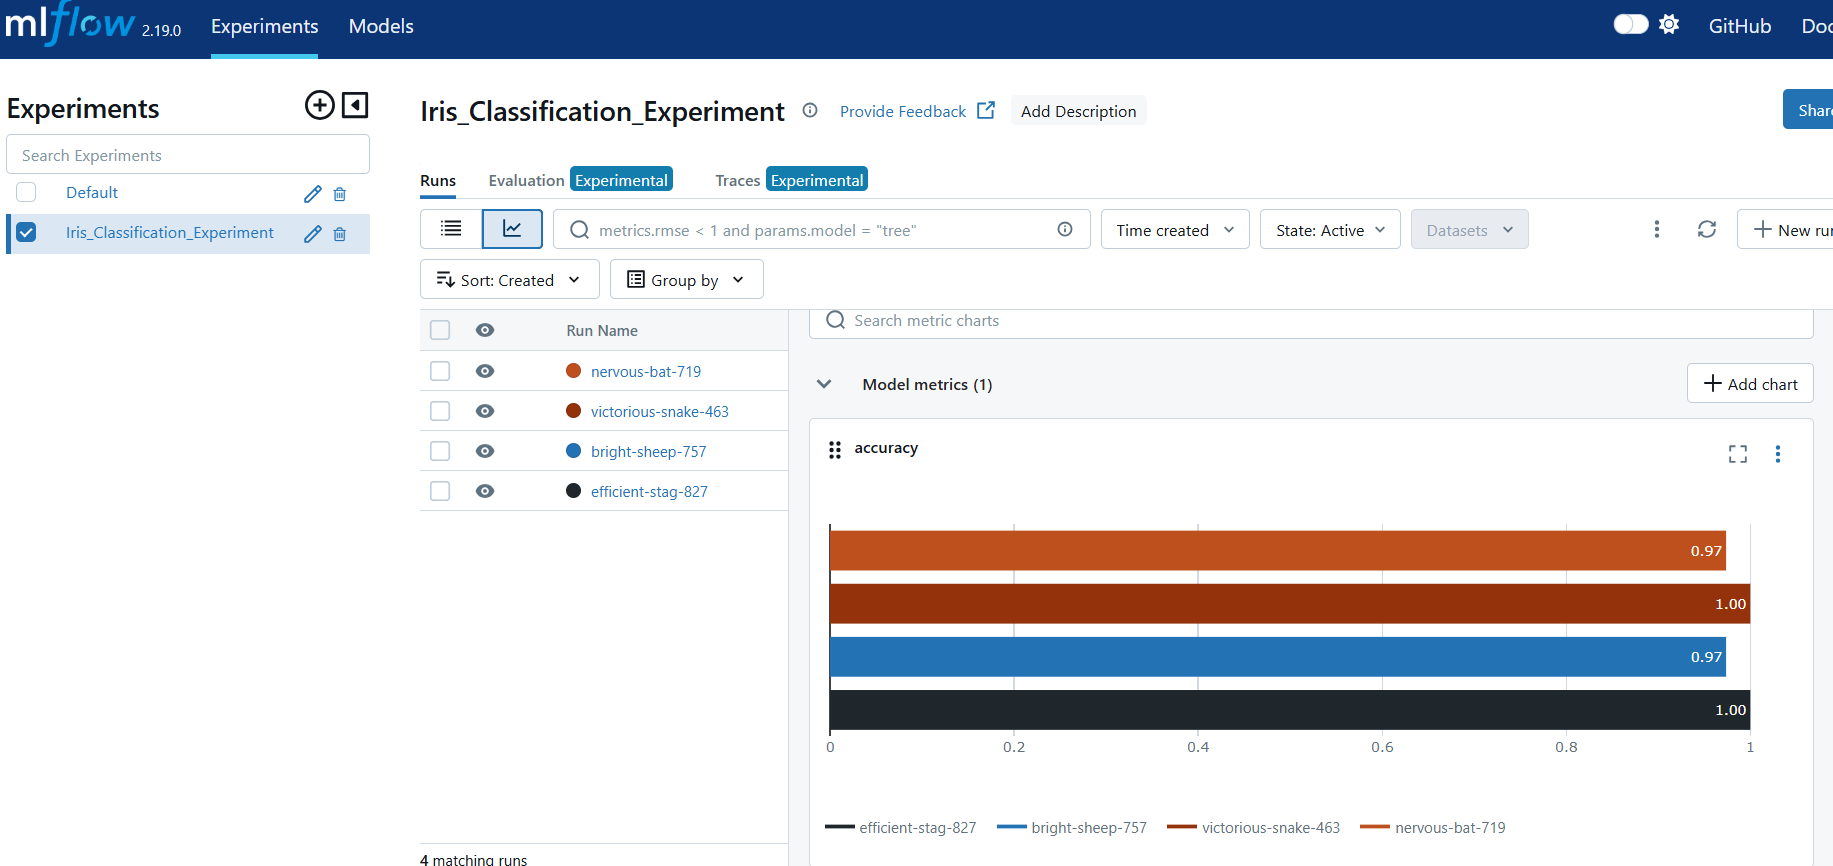 mlflow 2.19.0 Experiments Models GitHub Doc
Experiments
Search Experiments
Default
Iris_Classification_Experiment
Iris_Classification_Experiment Provide Feedback Add Description Share
Runs Evaluation Experimental Traces Experimental
metrics.rmse < 1 and params.model = "tree" Time created State: Active Datasets New run
Sort: Created Group by
Run Name
nervous-bat-719
victorious-snake-463
bright-sheep-757
efficient-stag-827
4 matching runs
Search metric charts
Model metrics (1) Add chart
accuracy
0.97
1.00
0.97
1.00
0 0.2 0.4 0.6 0.8 1
efficient-stag-827 bright-sheep-757 victorious-snake-463 nervous-bat-719